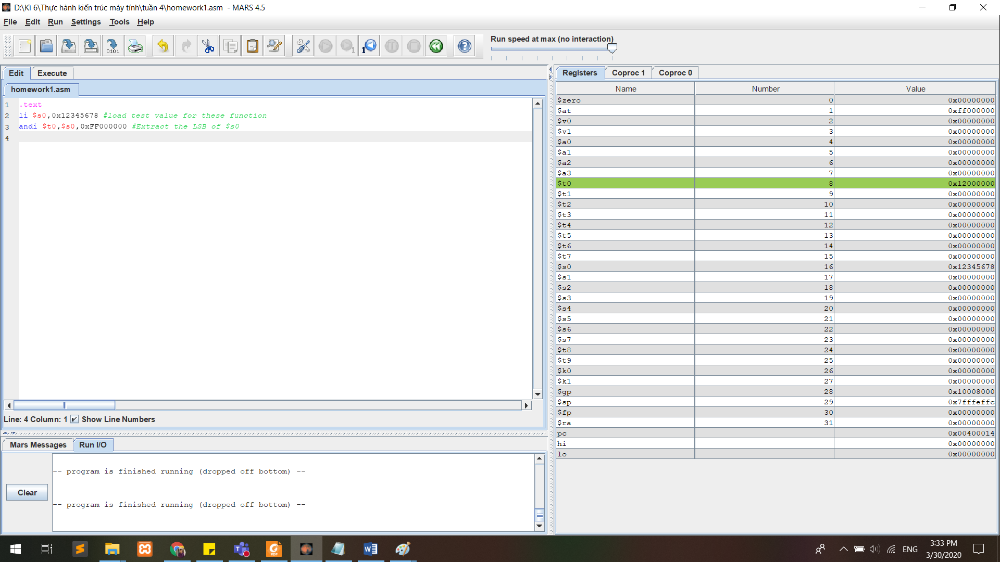 D:\Kì 6\Thực hành kiến trúc máy tính\tuần 4\homework1.asm - MARS 4.5
File Edit Run Settings Tools Help
Run speed at max (no interaction)
0101
1
1
Edit Execute
homework1.asm
1 .text
2 li $s0,0x12345678 #load test value for these function
3 andi $t0,$s0,0xFF000000 #Extract the LSB of $s0
4
Line: 4 Column: 1 Show Line Numbers
Mars Messages Run I/O
Clear
-- program is finished running (dropped off bottom) --
-- program is finished running (dropped off bottom) --
Registers Coproc 1 Coproc 0
Name Number Value
$zero 0 0x00000000
$at 1 0xff000000
$v0 2 0x00000000
$v1 3 0x00000000
$a0 4 0x00000000
$a1 5 0x00000000
$a2 6 0x00000000
$a3 7 0x00000000
$t0 8 0x12000000
$t1 9 0x00000000
$t2 10 0x00000000
$t3 11 0x00000000
$t4 12 0x00000000
$t5 13 0x00000000
$t6 14 0x00000000
$t7 15 0x00000000
$s0 16 0x12345678
$s1 17 0x00000000
$s2 18 0x00000000
$s3 19 0x00000000
$s4 20 0x00000000
$s5 21 0x00000000
$s6 22 0x00000000
$s7 23 0x00000000
$t8 24 0x00000000
$t9 25 0x00000000
$k0 26 0x00000000
$k1 27 0x00000000
$gp 28 0x10008000
$sp 29 0x7fffeffc
$fp 30 0x00000000
$ra 31 0x00000000
pc 0x00400014
hi 0x00000000
lo 0x00000000
ENG
3:33 PM
3/30/2020